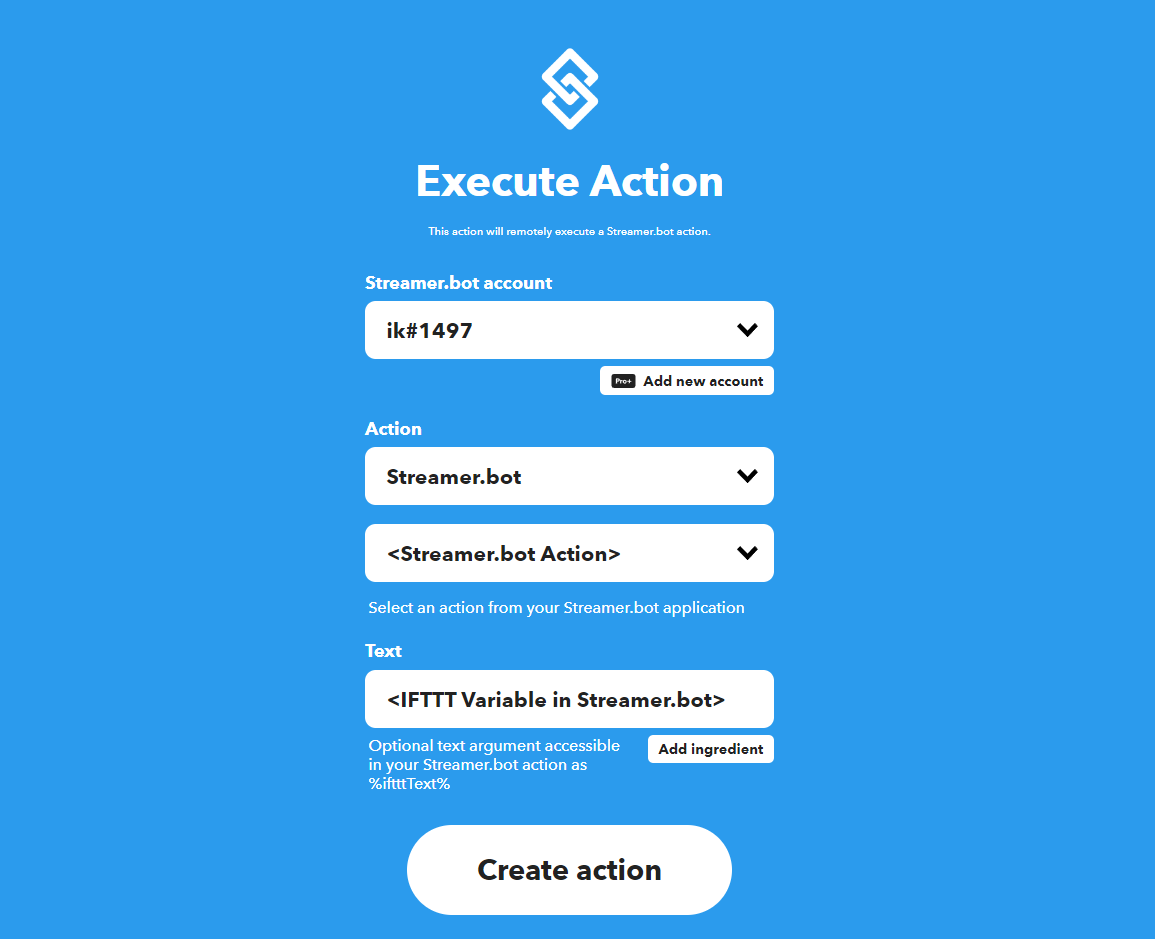 Execute Action
This action will remotely execute a Streamer.bot action.
Streamer.bot account
ik#1497
Pro+ Add new account
Action
Streamer.bot
<Streamer.bot Action>
Select an action from your Streamer.bot application
Text
<IFTTT Variable in Streamer.bot>
Optional text argument accessible
in your Streamer.bot action as
%iftttText%
Add ingredient
Create action